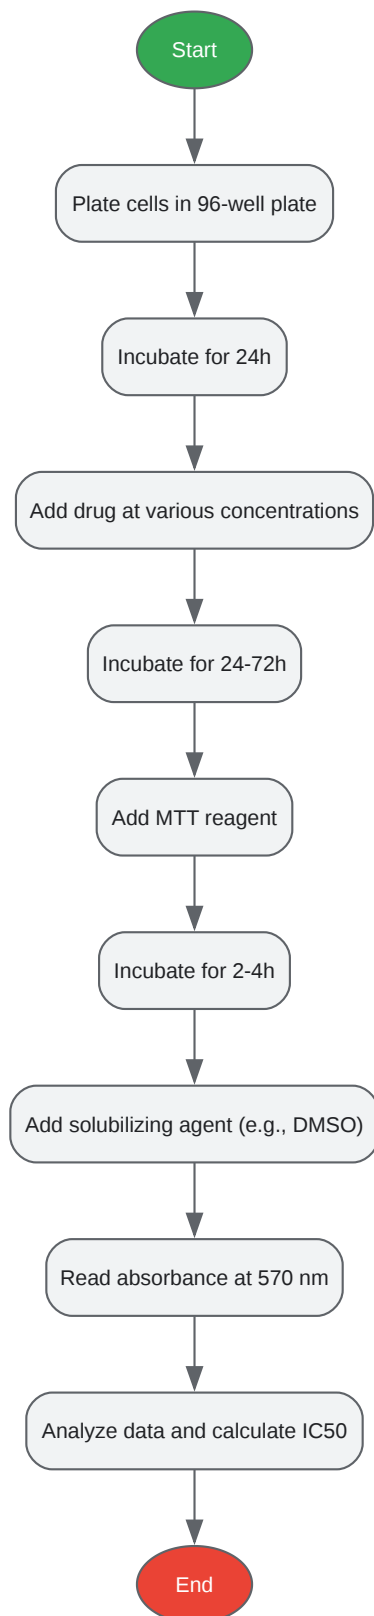 Start
Plate cells in 96-well plate
Incubate for 24h
Add drug at various concentrations
Incubate for 24-72h
Add MTT reagent
Incubate for 2-4h
Add solubilizing agent (e.g., DMSO)
Read absorbance at 570 nm
Analyze data and calculate IC50
End